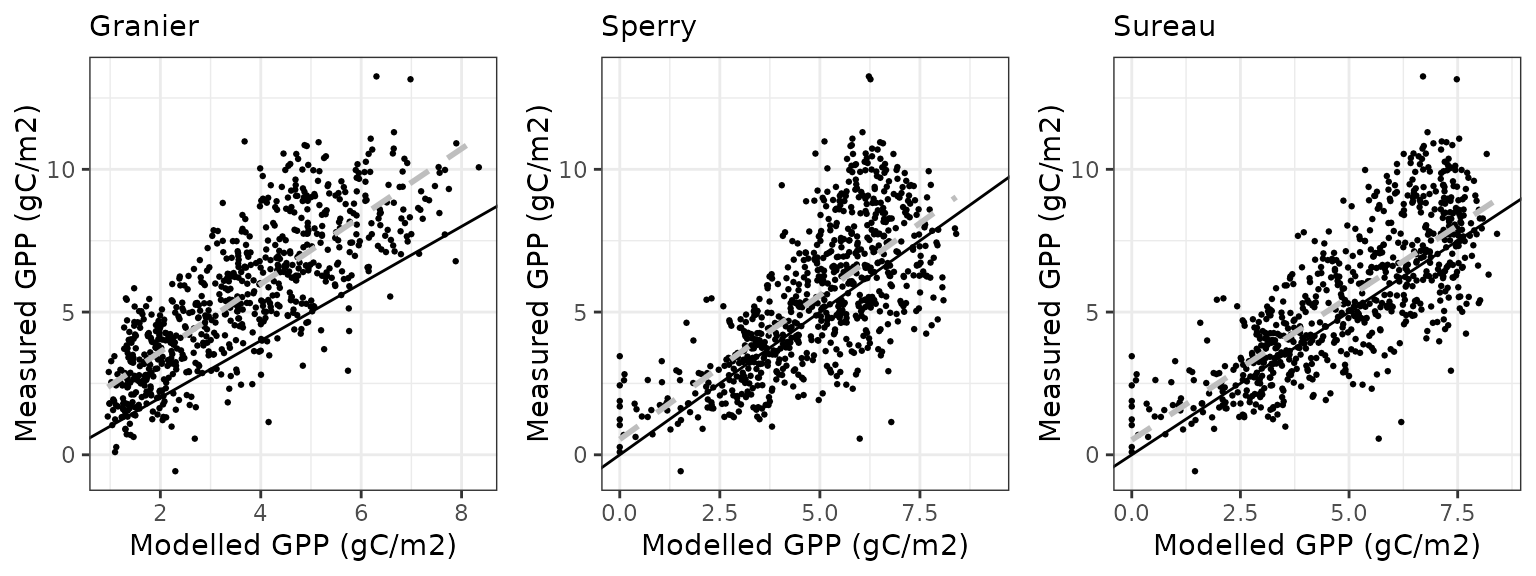 Granier
Measured GPP (gC/m2)
10
5
0
2 4 6 8
Modelled GPP (gC/m2)
Sperry
Measured GPP (gC/m2)
10
5
0
0.0 2.5 5.0 7.5
Modelled GPP (gC/m2)
Sureau
Measured GPP (gC/m2)
10
5
0
0.0 2.5 5.0 7.5
Modelled GPP (gC/m2)